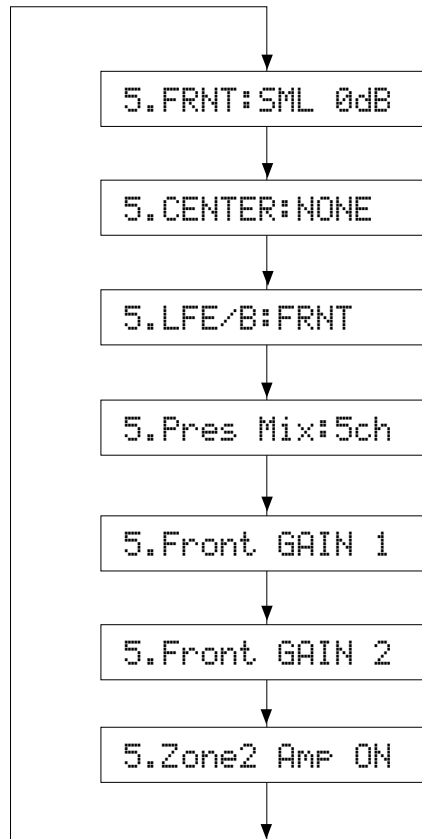 5.FRNT:SML 0dB
5.CENTER:NONE
5.LFE/B:FRNT
5.Pres Mix:5ch
5.Front GAIN 1
5.Front GAIN 2
5.Zone2 Amp ON